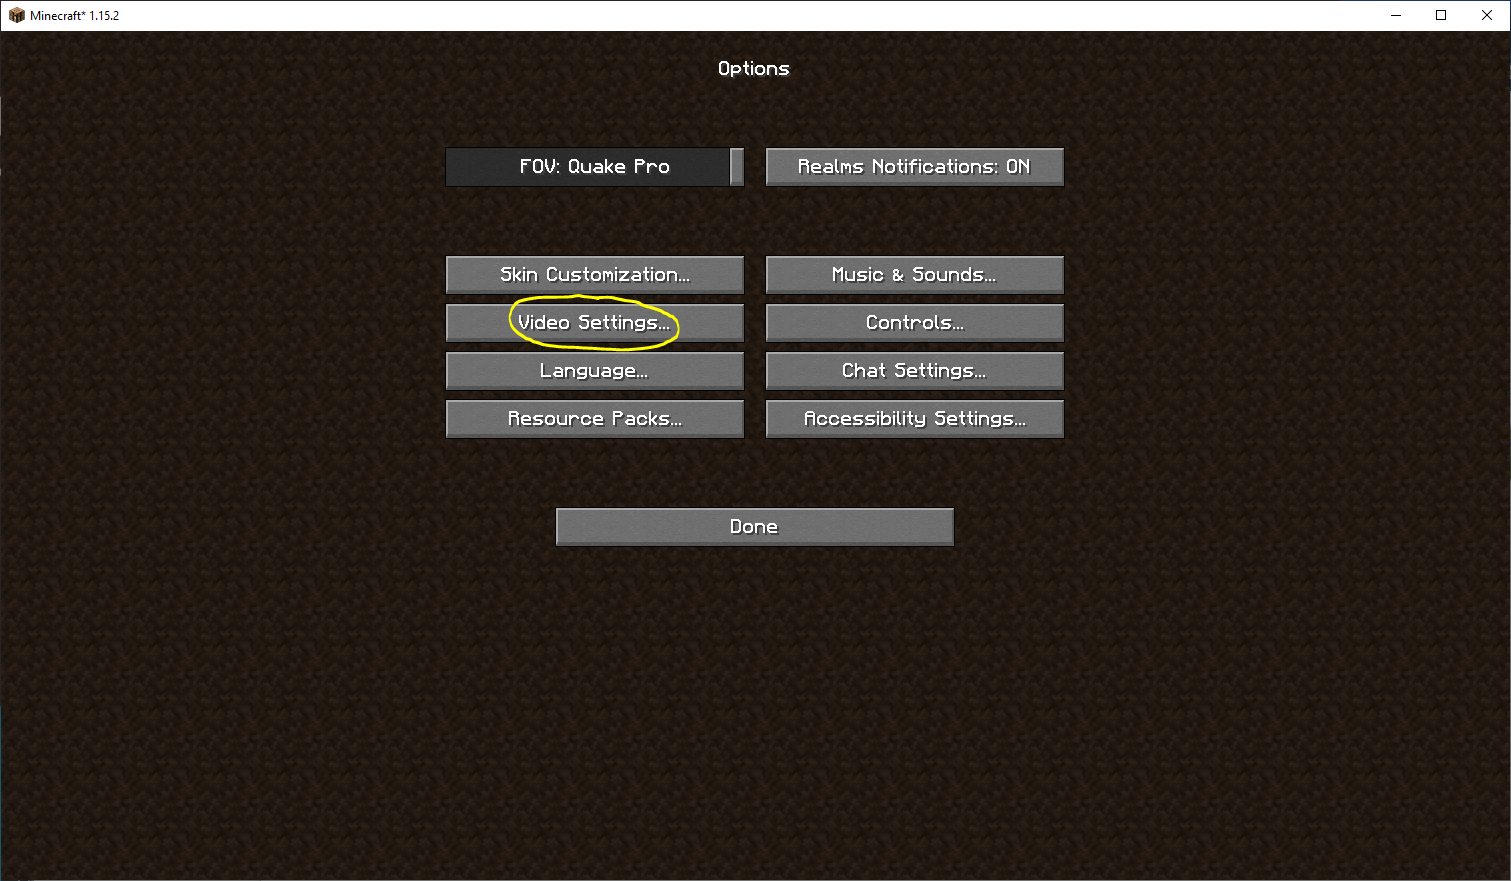 Minecraft* 1.15.2
Options
FOV: Quake Pro
Realms Notifications: ON
Skin Customization...
Music & Sounds...
Video Settings...
Controls...
Language...
Chat Settings...
Resource Packs...
Accessibility Settings...
Done